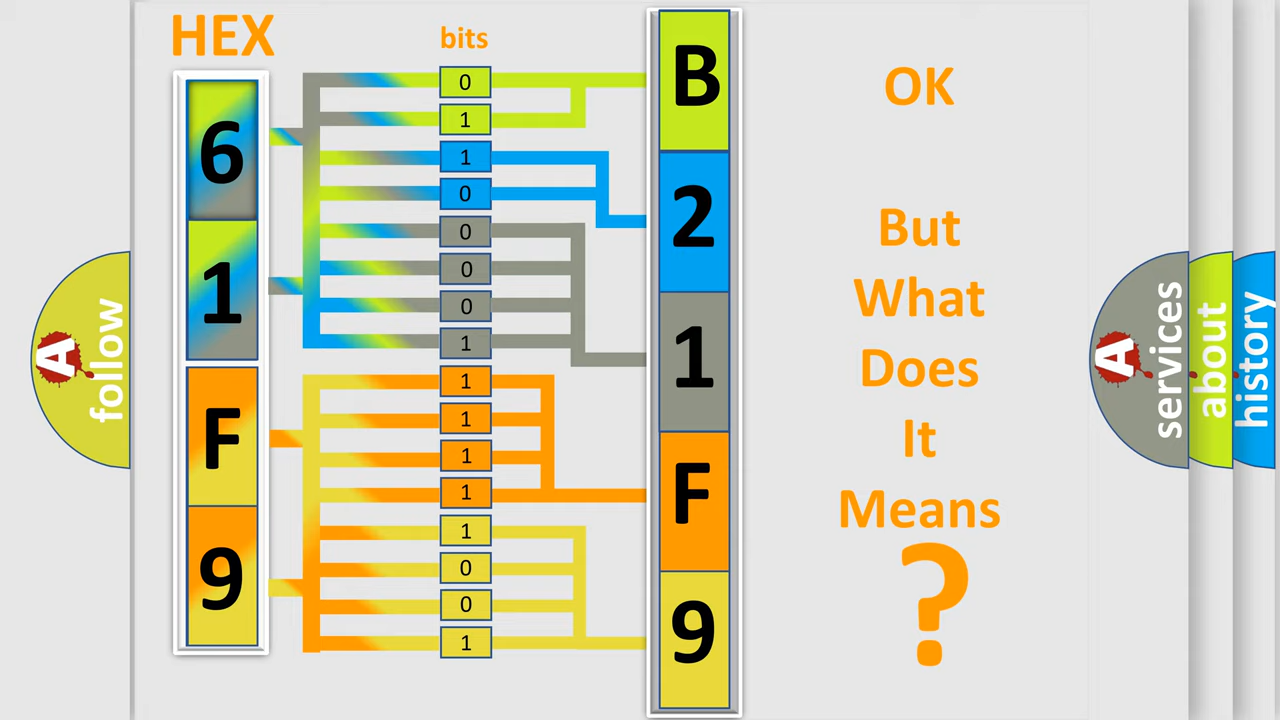 HEX
bits
6
1
F
9
0
1
1
0
0
0
0
1
1
1
1
1
1
0
0
1
B
2
1
F
9
OK
But
What
Does
It
Means
?
A
follow
A
services
about
history